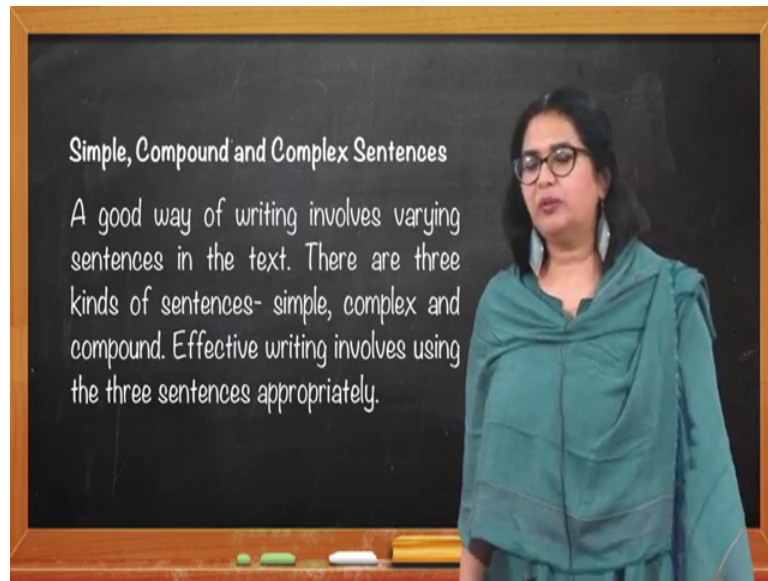 Simple, Compound and Complex Sentences
A good way of writing involves varying
sentences in the text. There are three
kinds of sentences- simple, complex and
compound. Effective writing involves using
the three sentences appropriately.